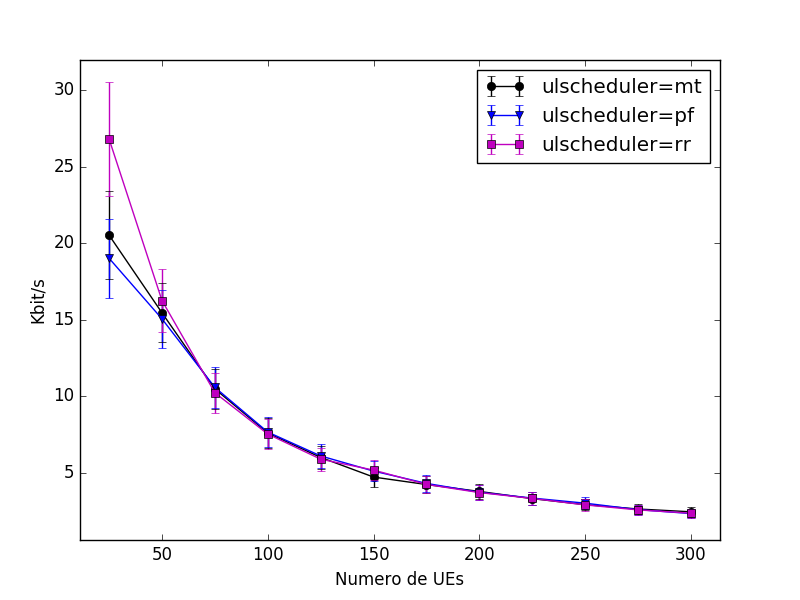 30
25
20
15
10
5
Kbit/s
ulscheduler=mt
ulscheduler=pf
ulscheduler=rr
50 100 150 200 250 300
Numero de UEs